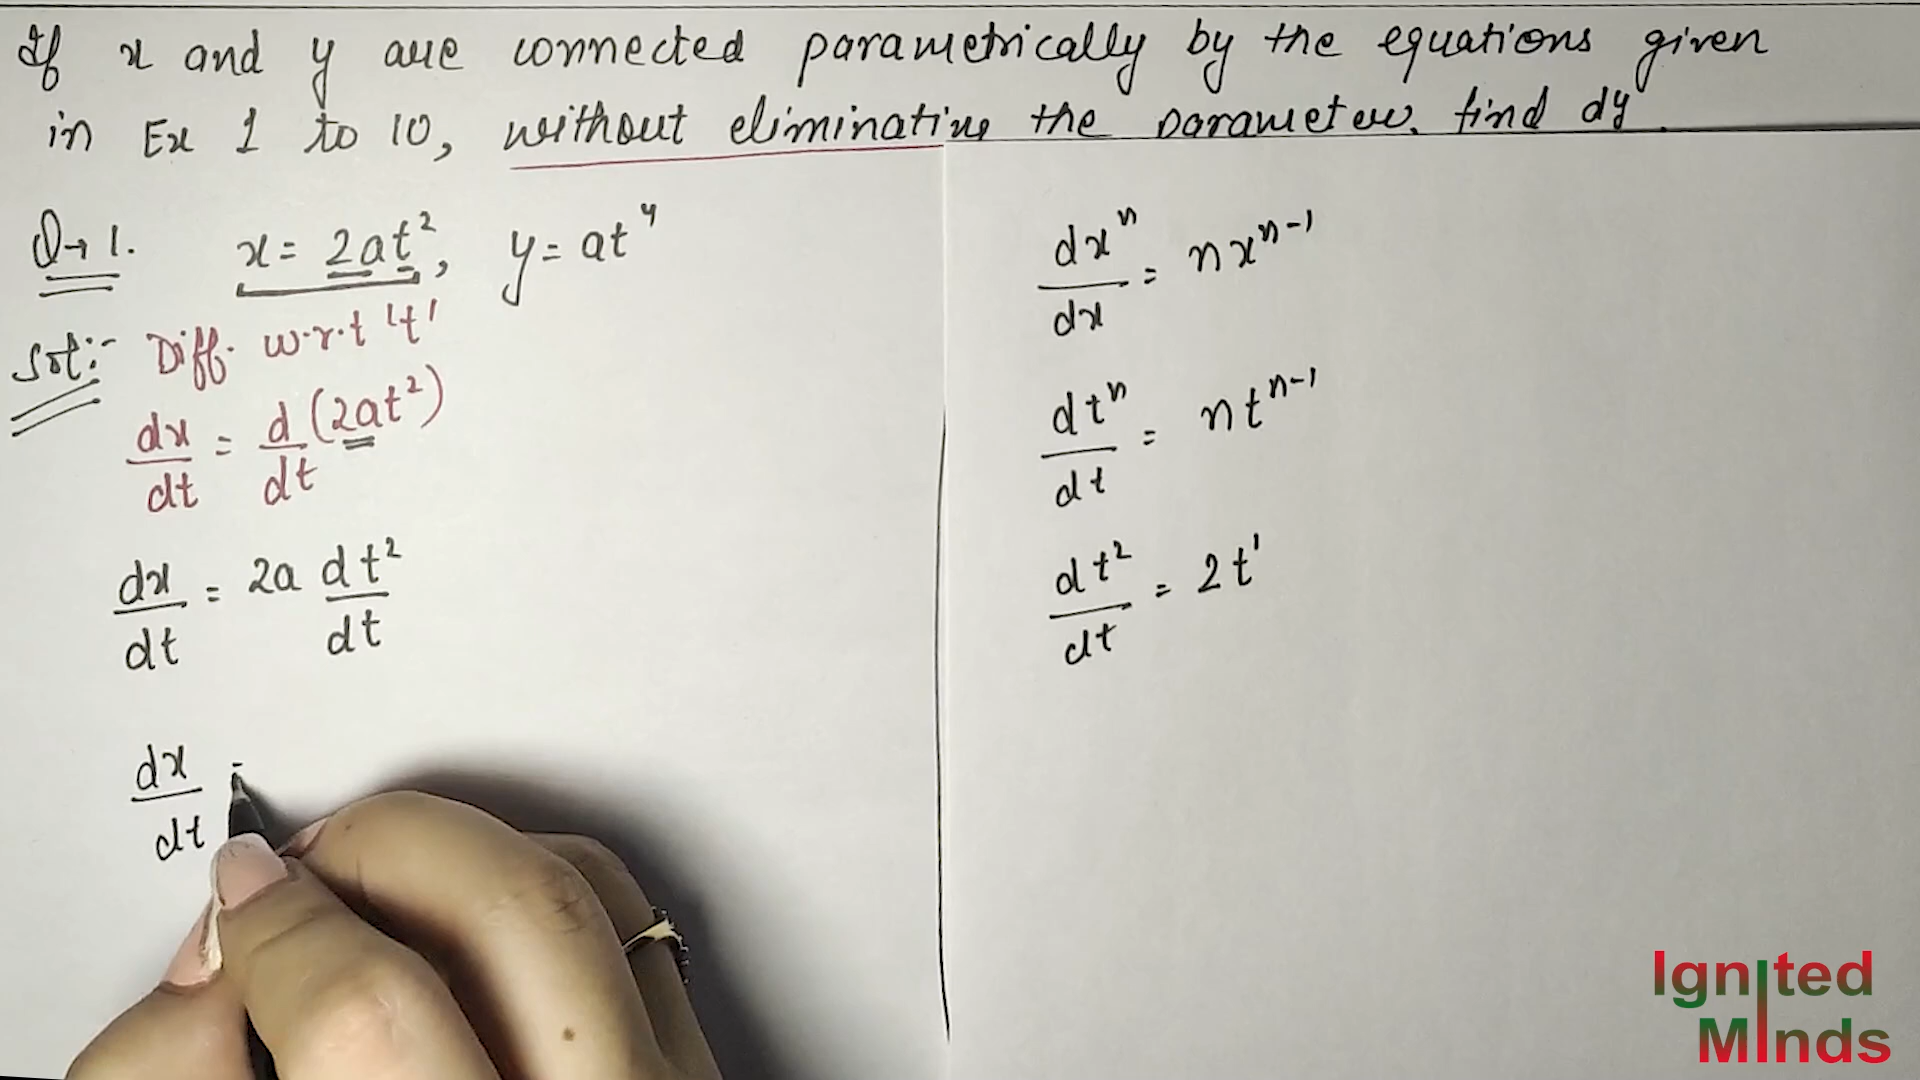 If x and y are connected parametrically by the equations given
in Ex 1 to 10, without eliminating the parameter, find dy
Q→1. x = 2at², y = at⁴
Sol:- Diff. w.r.t 't'
dx/dt = d/dt (2at²)
dx/dt = 2a dt²/dt
dx/dt =
dxⁿ/dx = nxⁿ⁻¹
dtⁿ/dt = ntⁿ⁻¹
dt²/dt = 2t¹
Ignited
Minds